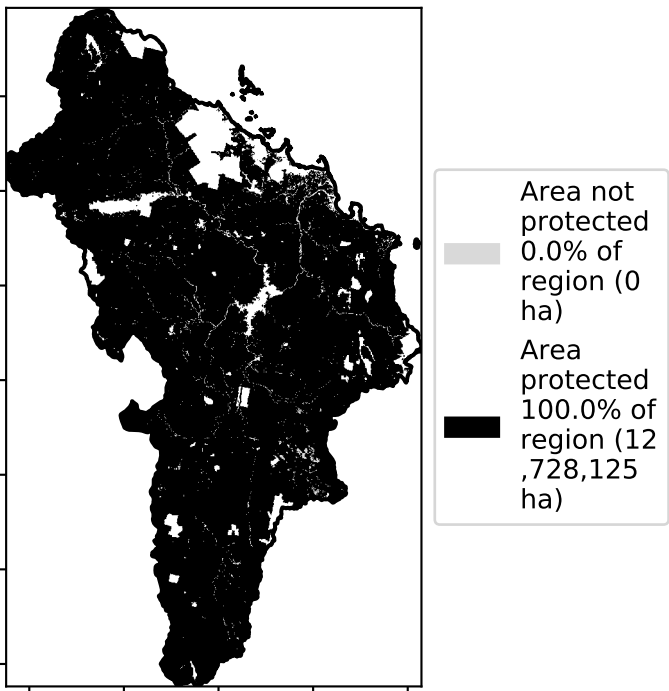 Area not
protected
0.0% of
region (0
ha)
Area
protected
100.0% of
region (12
,728,125
ha)